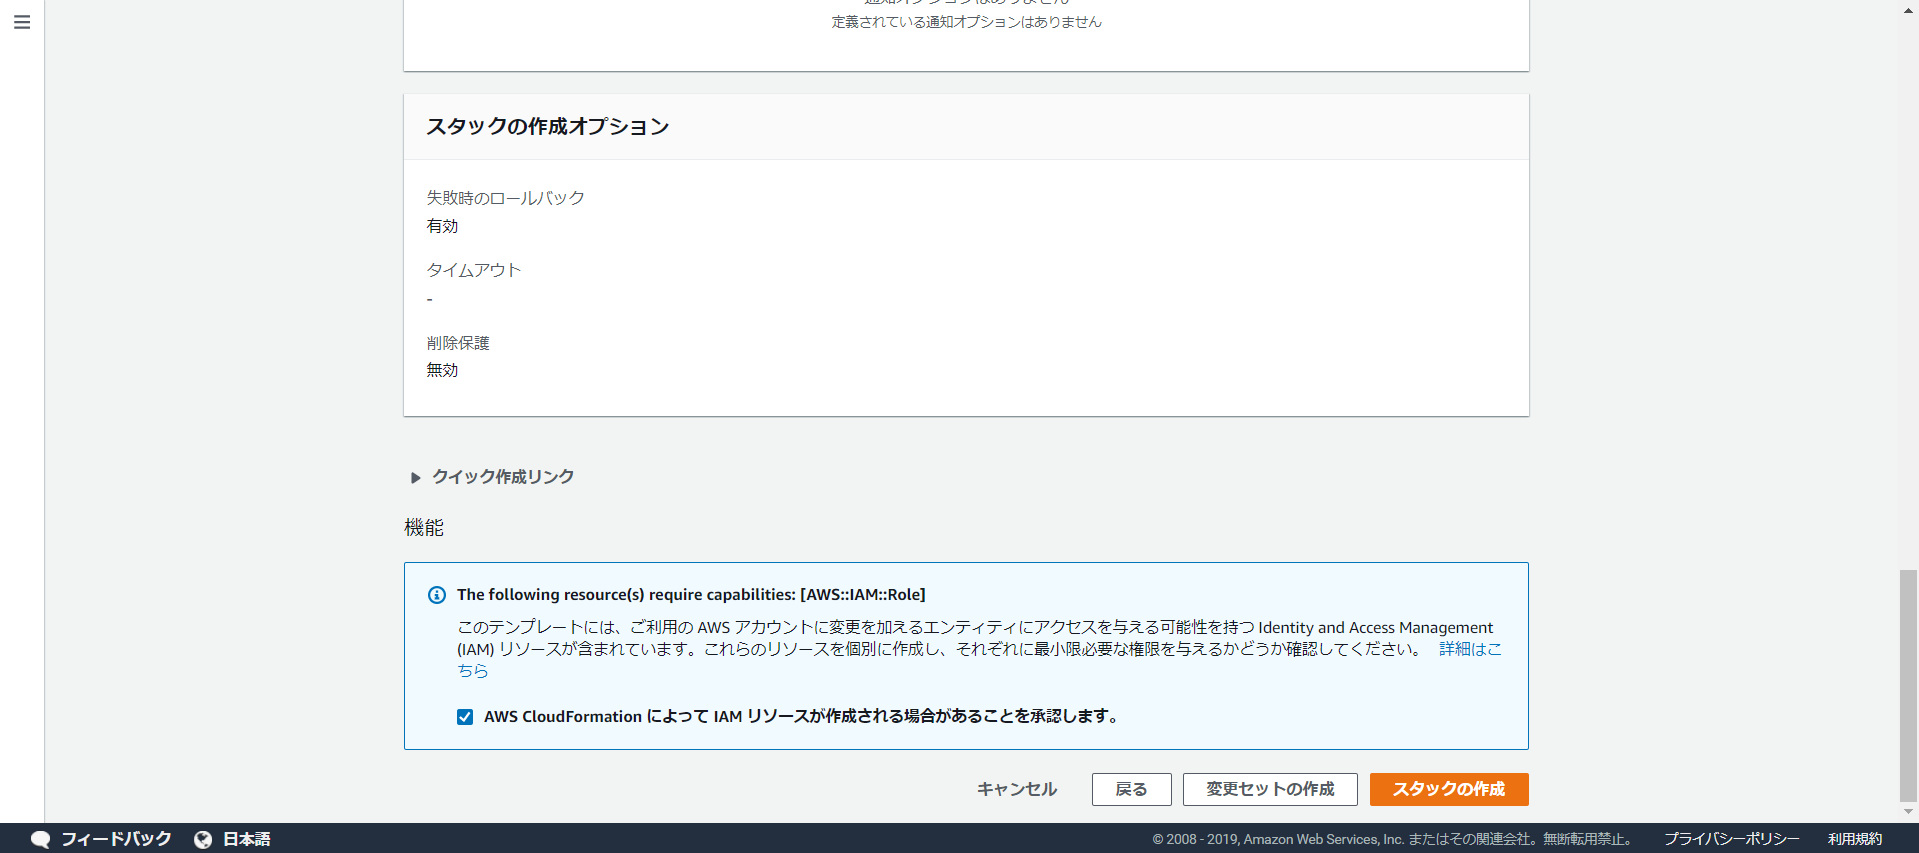 定義されている通知オプションはありません
スタックの作成オプション
失敗時のロールバック
有効
タイムアウト
-
削除保護
無効
クイック作成リンク
機能
The following resource(s) require capabilities: [AWS::IAM::Role]
このテンプレートには、ご利用の AWS アカウントに変更を加えるエンティティにアクセスを与える可能性を持つ Identity and Access Management
(IAM) リソースが含まれています。これらのリソースを個別に作成し、それぞれに最小限必要な権限を与えるかどうか確認してください。 詳細はこ
ちら
AWS CloudFormation によって IAM リソースが作成される場合があることを承認します。
キャンセル 戻る 変更セットの作成 スタックの作成
フィードバック 日本語 © 2008 - 2019, Amazon Web Services, Inc. またはその関連会社。無断転用禁止。 プライバシーポリシー 利用規約